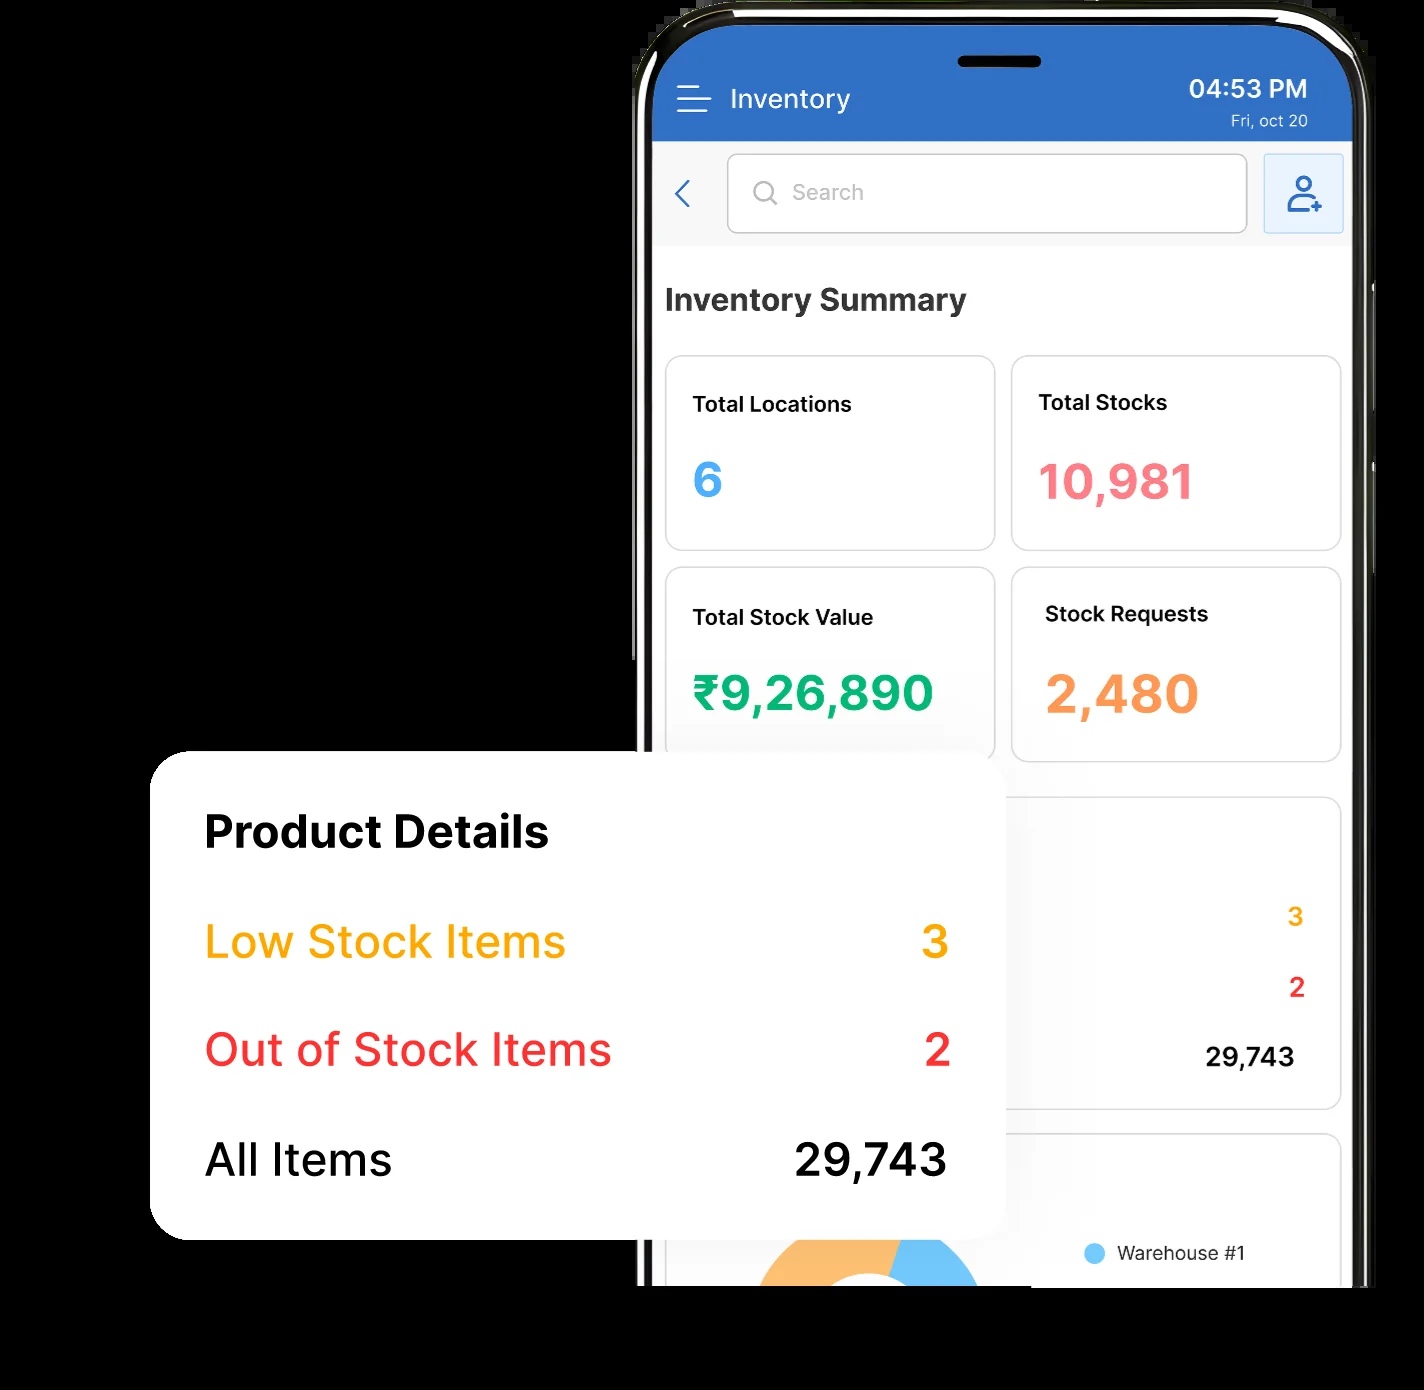 Inventory
04:53 PM
Fri, oct 20
Search
Inventory Summary
Total Locations
6
Total Stocks
10,981
Total Stock Value
₹9,26,890
Stock Requests
2,480
Product Details
Low Stock Items 3
Out of Stock Items 2
All Items 29,743
3
2
29,743
Warehouse #1